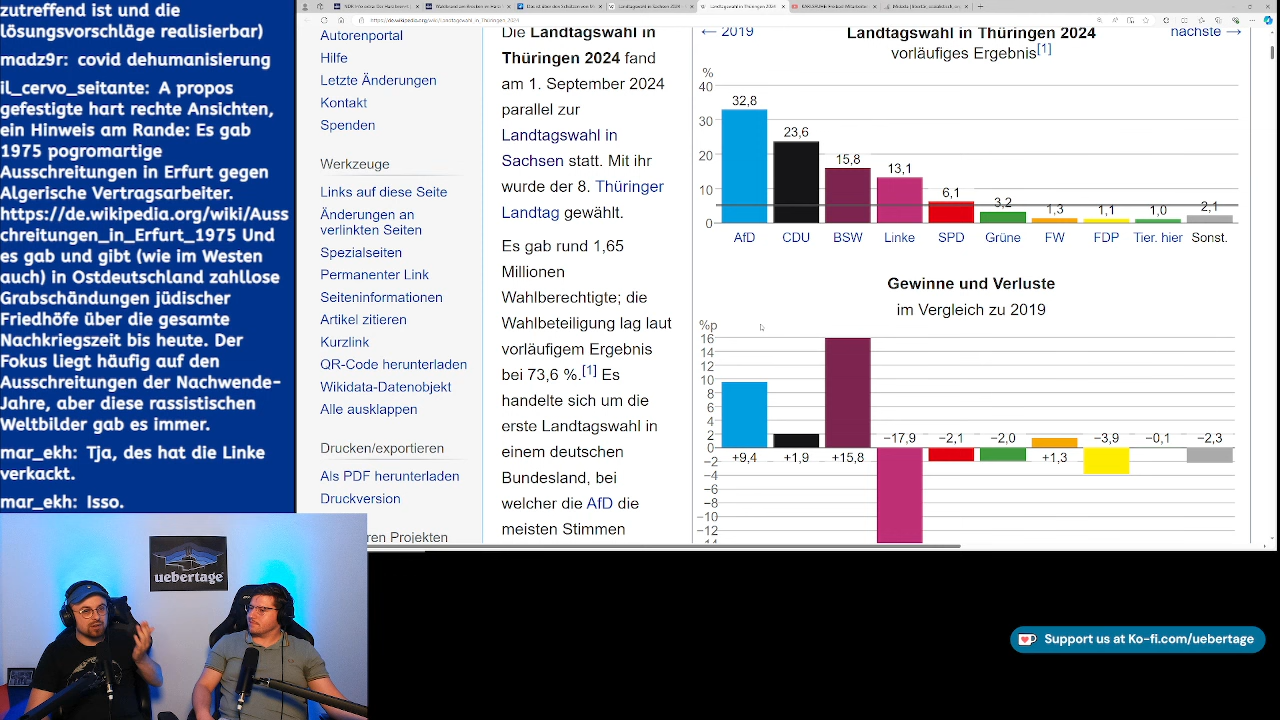 zutreffend ist und die
lösungsvorschläge realisierbar)
madz9r: covid dehumanisierung
il_cervo_seitante: A propos
gefestigte hart rechte Ansichten,
ein Hinweis am Rande: Es gab
1975 pogromartige
Ausschreitungen in Erfurt gegen
Algerische Vertragsarbeiter.
https://de.wikipedia.org/wiki/Auss
chreitungen_in_Erfurt_1975 Und
es gab und gibt (wie im Westen
auch) in Ostdeutschland zahllose
Grabschändungen jüdischer
Friedhöfe über die gesamte
Nachkriegszeit bis heute. Der
Fokus liegt häufig auf den
Ausschreitungen der Nachwende-
Jahre, aber diese rassistischen
Weltbilder gab es immer.
mar_ekh: Tja, des hat die Linke
verkackt.
mar_ekh: Isso.
https://de.wikipedia.org/wiki/Landtagswahl_in_Thüringen_2024
Autorenportal
Hilfe
Letzte Änderungen
Kontakt
Spenden
Werkzeuge
Links auf diese Seite
Änderungen an
verlinkten Seiten
Spezialseiten
Permanenter Link
Seiteninformationen
Artikel zitieren
Kurzlink
QR-Code herunterladen
Wikidata-Datenobjekt
Alle ausklappen
Drucken/exportieren
Als PDF herunterladen
Druckversion
ren Projekten
Die Landtagswahl in
Thüringen 2024 fand
am 1. September 2024
parallel zur
Landtagswahl in
Sachsen statt. Mit ihr
wurde der 8. Thüringer
Landtag gewählt.
Es gab rund 1,65
Millionen
Wahlberechtigte; die
Wahlbeteiligung lag laut
vorläufigem Ergebnis
bei 73,6 %.[1] Es
handelte sich um die
erste Landtagswahl in
einem deutschen
Bundesland, bei
welcher die AfD die
meisten Stimmen
← 2019 Landtagswahl in Thüringen 2024 nächste →
vorläufiges Ergebnis[1]
%
40
30
20
10
0
32,8 23,6 15,8 13,1 6,1 3,2 1,3 1,1 1,0 2,1
AfD CDU BSW Linke SPD Grüne FW FDP Tier. hier Sonst.
Gewinne und Verluste
im Vergleich zu 2019
%p
16
14
12
10
8
6
4
2
0
−2
−4
−6
−8
−10
−12
−17,9 −2,1 −2,0 −3,9 −0,1 −2,3
+9,4 +1,9 +15,8 +1,3
uebertage
Support us at Ko-fi.com/uebertage